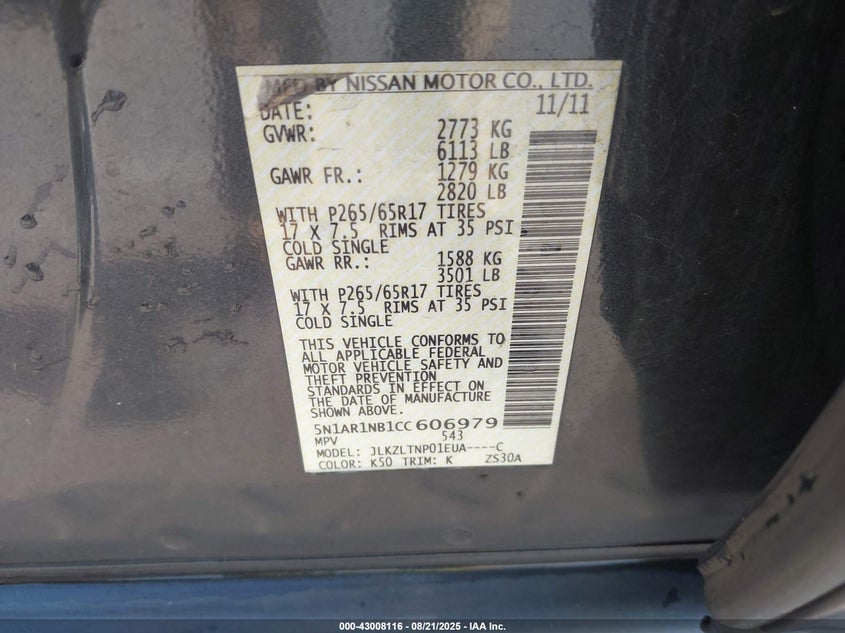 MFD BY NISSAN MOTOR CO., LTD.
DATE: 11/11
GVWR: 2773 KG
6113 LB
GAWR FR.: 1279 KG
2820 LB
WITH P265/65R17 TIRES
17 X 7.5 RIMS AT 35 PSI
COLD SINGLE
GAWR RR.: 1588 KG
3501 LB
WITH P265/65R17 TIRES
17 X 7.5 RIMS AT 35 PSI
COLD SINGLE
THIS VEHICLE CONFORMS TO
ALL APPLICABLE FEDERAL
MOTOR VEHICLE SAFETY AND
THEFT PREVENTION
STANDARDS IN EFFECT ON
THE DATE OF MANUFACTURE
SHOWN ABOVE.
5N1AR1NB1CC606979
MPV 543
MODEL: JLKZLTNP01EUA----C
COLOR: K50 TRIM: K ZS30A
000-43008116 - 08/21/2025 - IAA Inc.